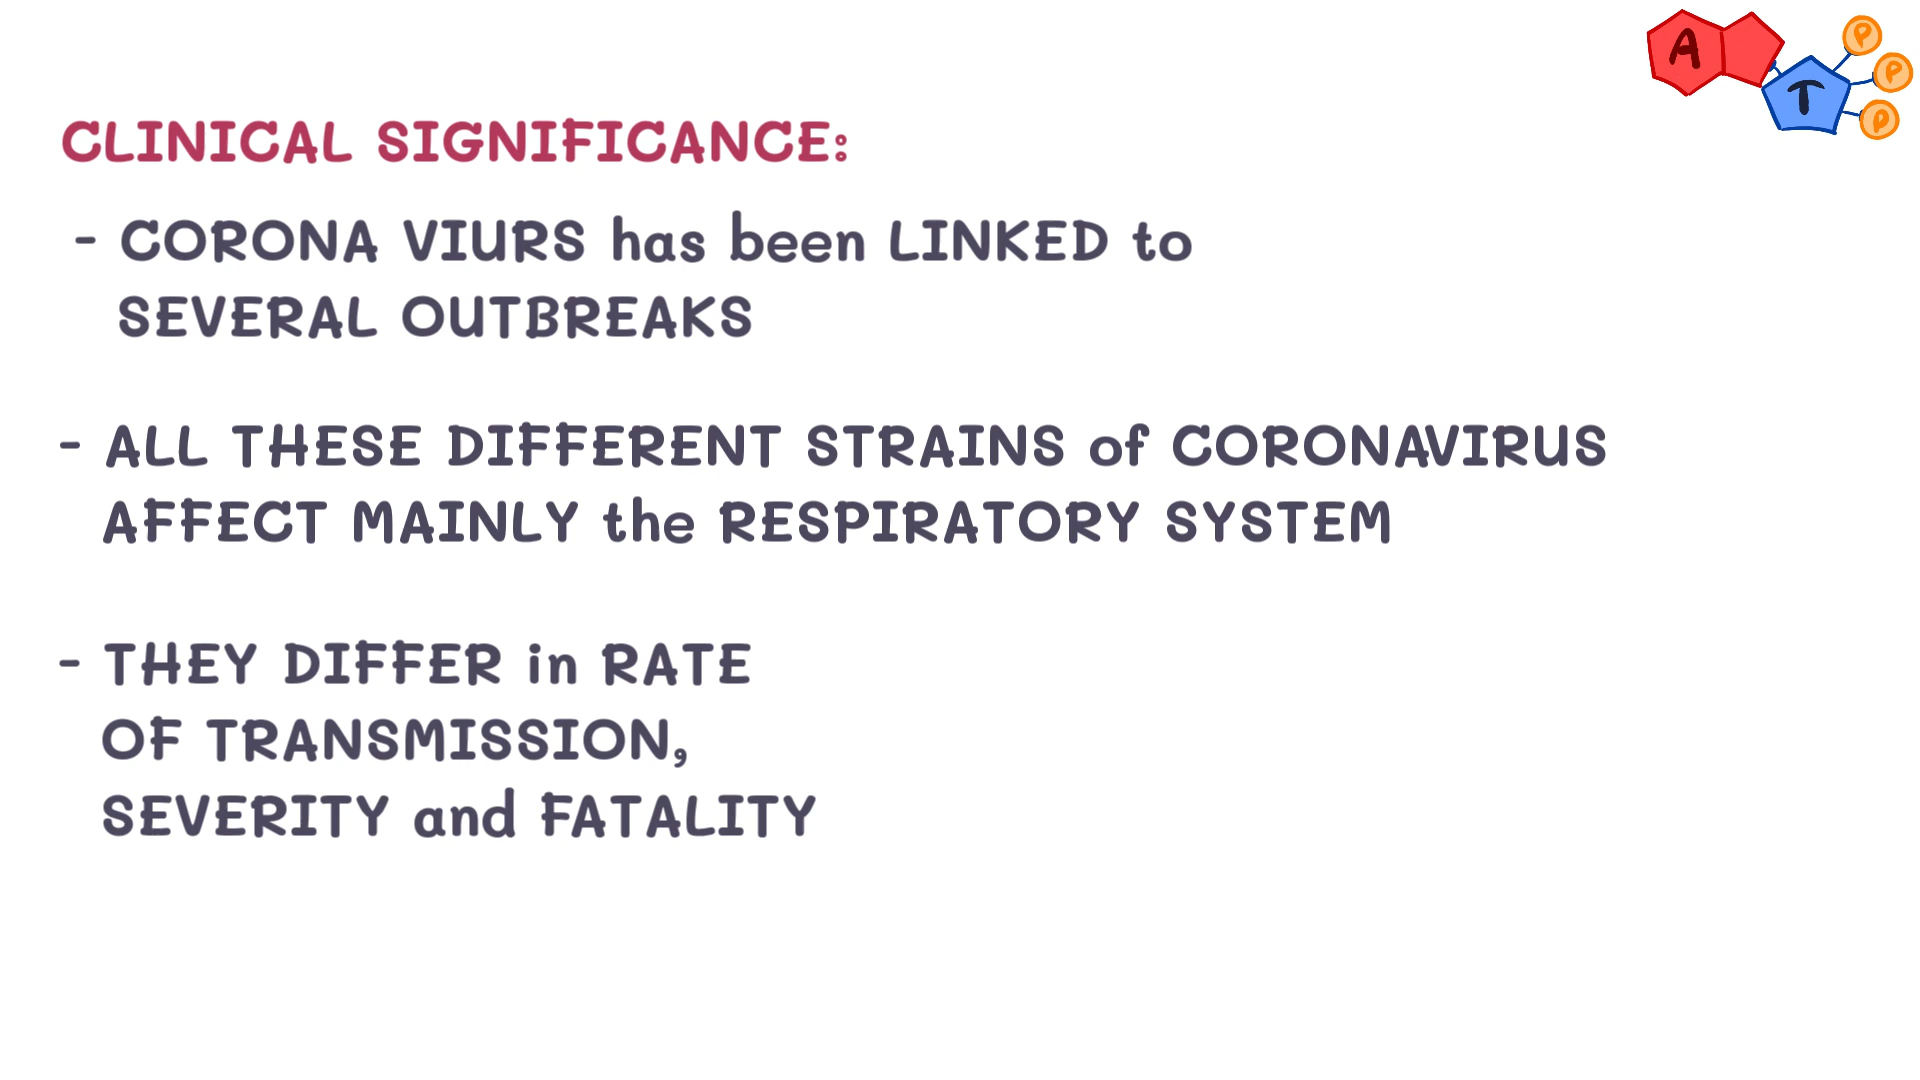 A
T
P
P
P
CLINICAL SIGNIFICANCE:
- CORONA VIURS has been LINKED to
SEVERAL OUTBREAKS
- ALL THESE DIFFERENT STRAINS of CORONAVIRUS
AFFECT MAINLY the RESPIRATORY SYSTEM
- THEY DIFFER in RATE
OF TRANSMISSION,
SEVERITY and FATALITY